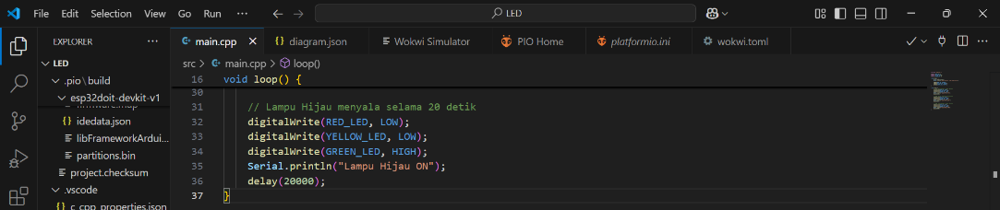 File Edit Selection View Go Run ··· LED
EXPLORER ···
main.cpp diagram.json Wokwi Simulator PIO Home platformio.ini wokwi.toml
LED
src > main.cpp > loop()
.pio\build
16 void loop() {
esp32doit-devkit-v1
30
idedata.json
31 // Lampu Hijau menyala selama 20 detik
libFrameworkArdui...
32 digitalWrite(RED_LED, LOW);
partitions.bin
33 digitalWrite(YELLOW_LED, LOW);
project.checksum
34 digitalWrite(GREEN_LED, HIGH);
.vscode
35 Serial.println("Lampu Hijau ON");
c_cpp_properties.json
36 delay(20000);
37 }